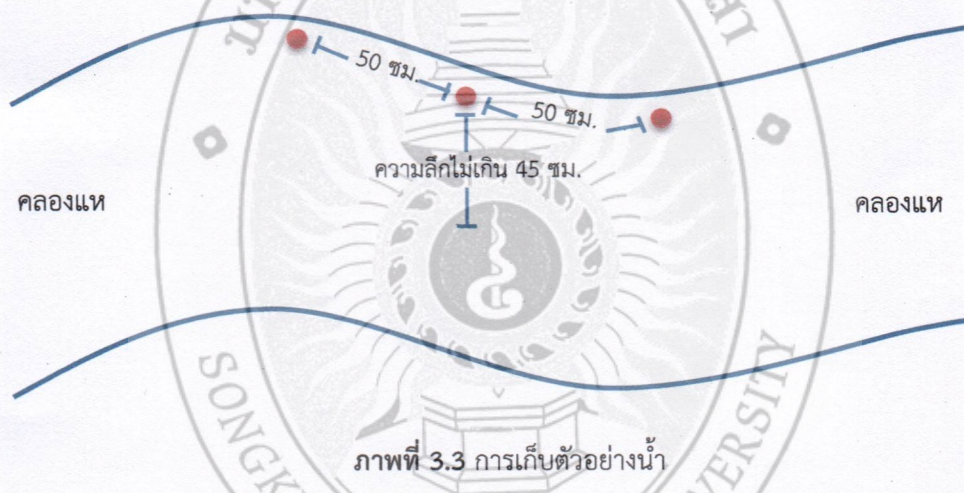 50 ซม.
50 ซม.
ความลึกไม่เกิน 45 ซม.
คลองแห
คลองแห
SONGK
VERSITY
ภาพที่ 3.3 การเก็บตัวอย่างน้ำ